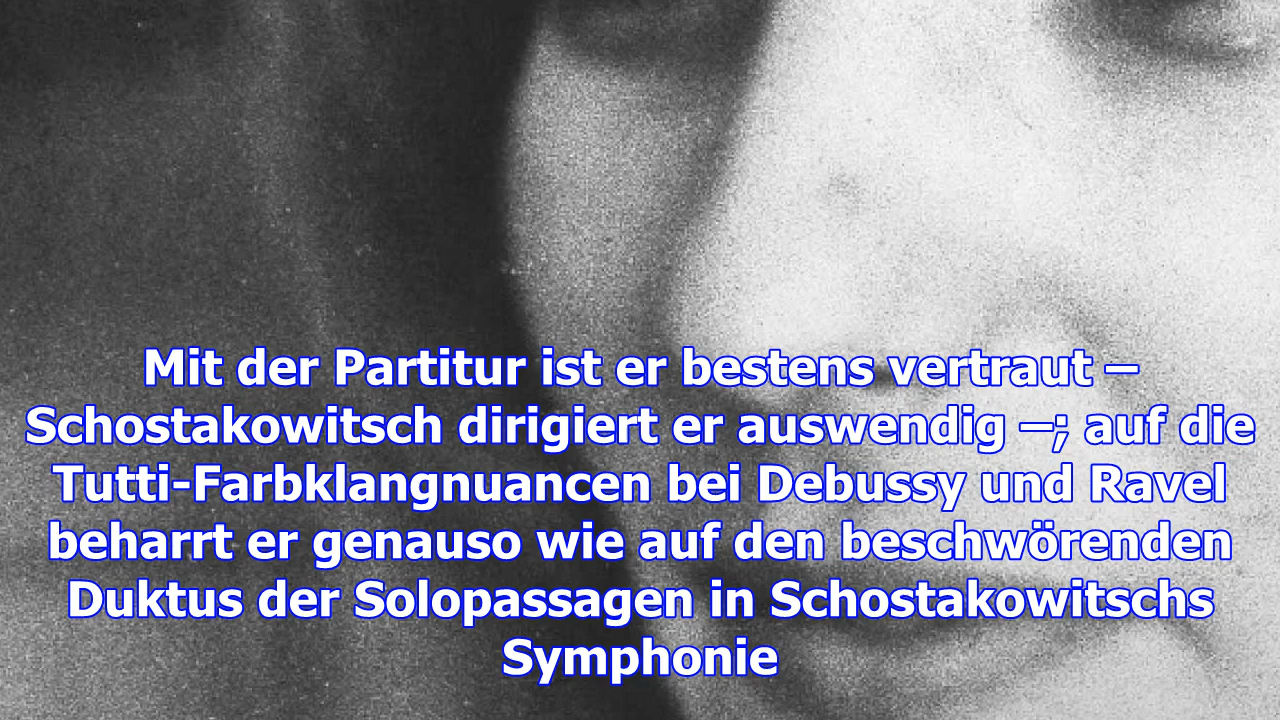 Mit der Partitur ist er bestens vertraut –
Schostakowitsch dirigiert er auswendig –; auf die
Tutti-Farbklangnuancen bei Debussy und Ravel
beharrt er genauso wie auf den beschwörenden
Duktus der Solopassagen in Schostakowitschs
Symphonie